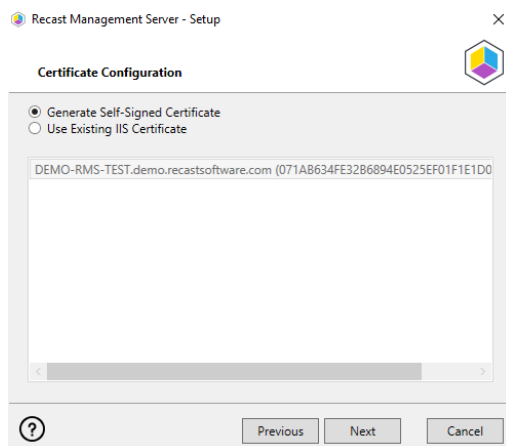 Recast Management Server - Setup
Certificate Configuration
Generate Self-Signed Certificate
Use Existing IIS Certificate
DEMO-RMS-TEST.demo.recastsoftware.com (071AB634FE32B6894E0525EF01F1E1D0
?
Previous
Next
Cancel